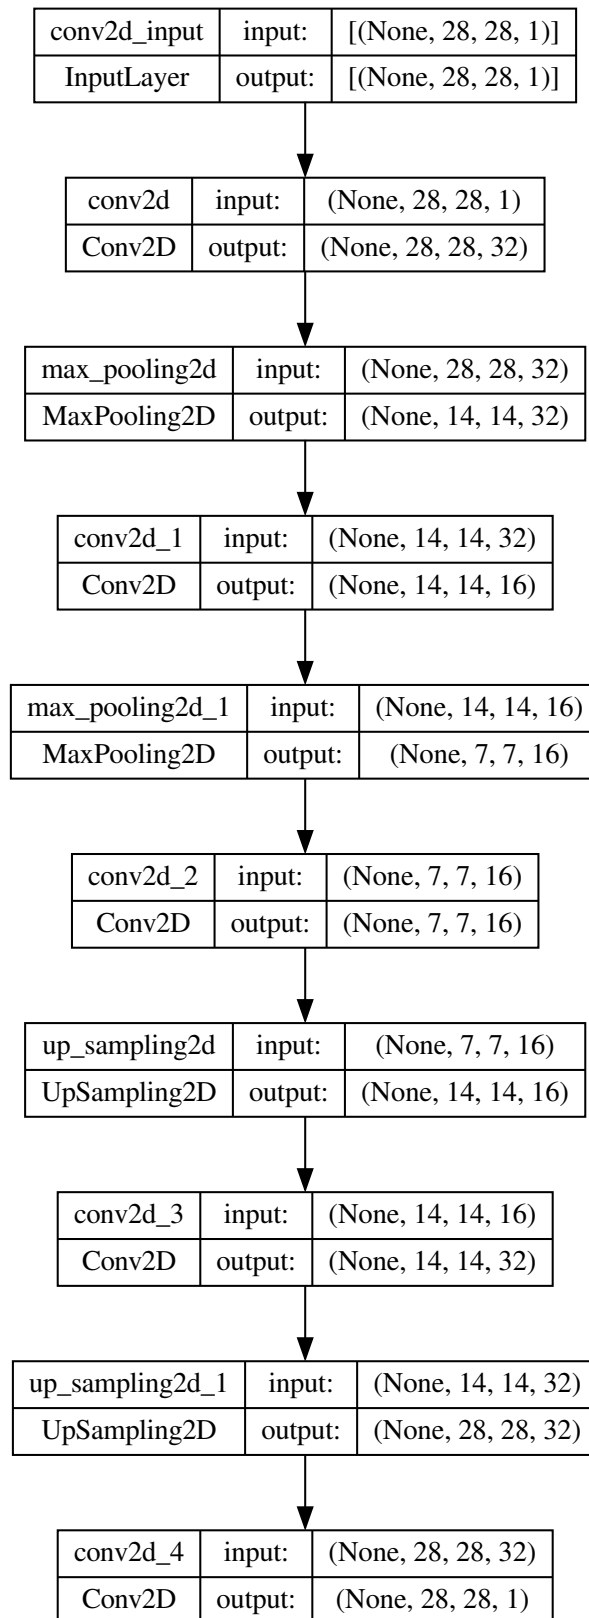 conv2d_input input: [(None, 28, 28, 1)]
InputLayer output: [(None, 28, 28, 1)]
conv2d input: (None, 28, 28, 1)
Conv2D output: (None, 28, 28, 32)
max_pooling2d input: (None, 28, 28, 32)
MaxPooling2D output: (None, 14, 14, 32)
conv2d_1 input: (None, 14, 14, 32)
Conv2D output: (None, 14, 14, 16)
max_pooling2d_1 input: (None, 14, 14, 16)
MaxPooling2D output: (None, 7, 7, 16)
conv2d_2 input: (None, 7, 7, 16)
Conv2D output: (None, 7, 7, 16)
up_sampling2d input: (None, 7, 7, 16)
UpSampling2D output: (None, 14, 14, 16)
conv2d_3 input: (None, 14, 14, 16)
Conv2D output: (None, 14, 14, 32)
up_sampling2d_1 input: (None, 14, 14, 32)
UpSampling2D output: (None, 28, 28, 32)
conv2d_4 input: (None, 28, 28, 32)
Conv2D output: (None, 28, 28, 1)